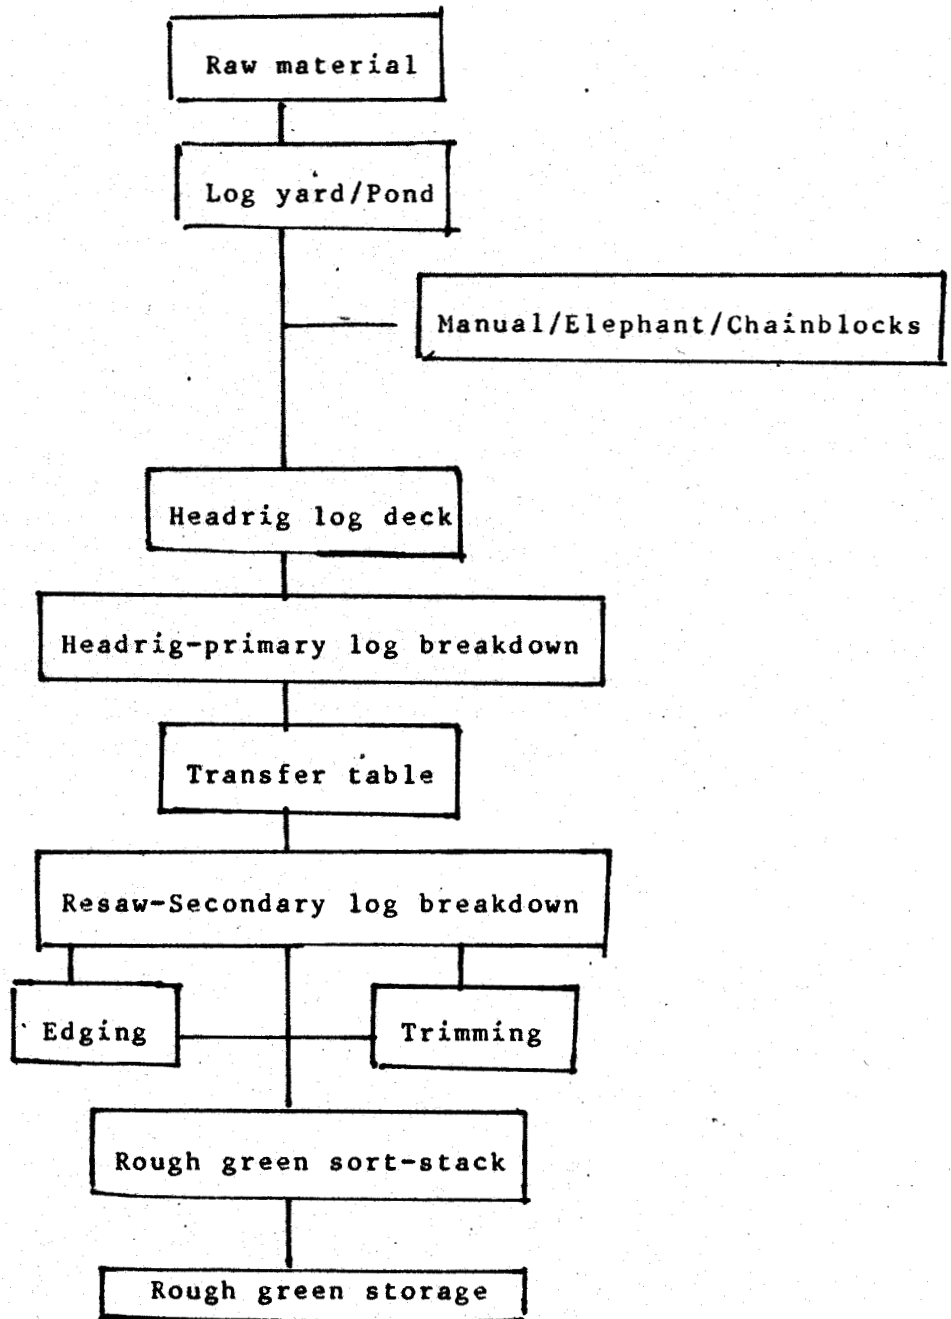 Raw material
Log yard/Pond
Manual/Elephant/Chainblocks
Headrig log deck
Headrig-primary log breakdown
Transfer table
Resaw-Secondary log breakdown
Edging
Trimming
Rough green sort-stack
Rough green storage